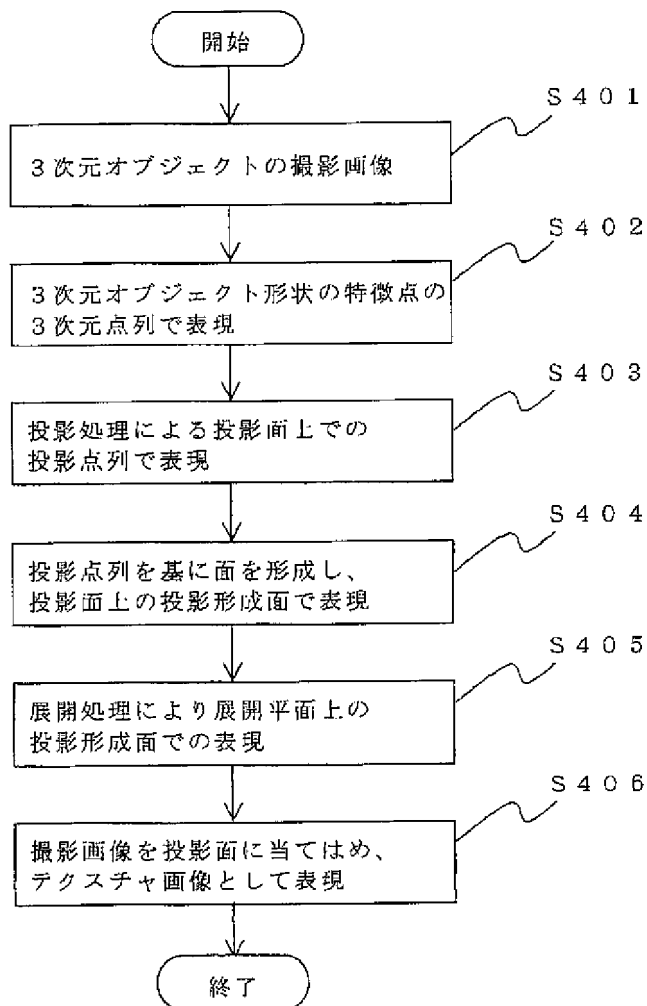 開始
S401
3次元オブジェクトの撮影画像
S402
3次元オブジェクト形状の特徴点の
3次元点列で表現
S403
投影処理による投影面上での
投影点列で表現
S404
投影点列を基に面を形成し、
投影面上の投影形成面で表現
S405
展開処理により展開平面上の
投影形成面での表現
S406
撮影画像を投影面に当てはめ、
テクスチャ画像として表現
終了